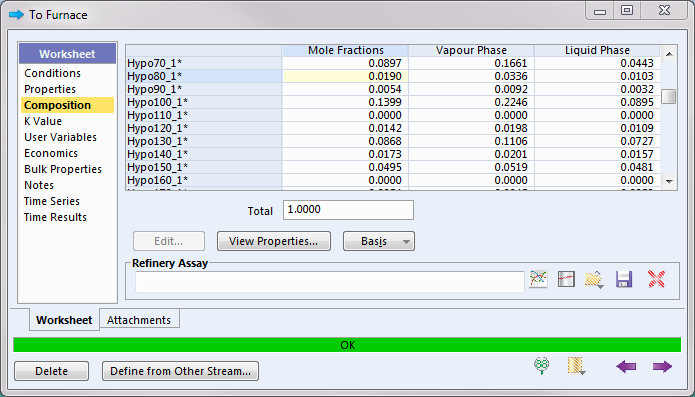 To Furnace
Worksheet
Conditions
Properties
Composition
K Value
User Variables
Economics
Bulk Properties
Notes
Time Series
Time Results
Mole Fractions Vapour Phase Liquid Phase
Hypo70_1* 0.0897 0.1661 0.0443
Hypo80_1* 0.0190 0.0336 0.0103
Hypo90_1* 0.0054 0.0092 0.0032
Hypo100_1* 0.1399 0.2246 0.0895
Hypo110_1* 0.0000 0.0000 0.0000
Hypo120_1* 0.0142 0.0198 0.0109
Hypo130_1* 0.0868 0.1106 0.0727
Hypo140_1* 0.0173 0.0201 0.0157
Hypo150_1* 0.0495 0.0519 0.0481
Hypo160_1* 0.0000 0.0000 0.0000
Total 1.0000
Edit... View Properties... Basis
Refinery Assay
Worksheet Attachments
OK
Delete Define from Other Stream...